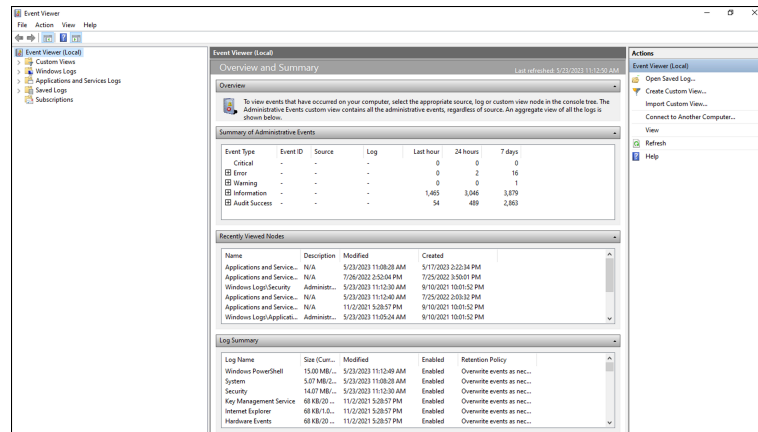 Event Viewer
File Action View Help
Event Viewer (Local)
Custom Views
Windows Logs
Applications and Services Logs
Saved Logs
Subscriptions
Event Viewer (Local)
Overview and Summary Last refreshed: 5/23/2023 11:12:50 AM
Overview
To view events that have occurred on your computer, select the appropriate source, log or custom view node in the console tree. The
Administrative Events custom view contains all the administrative events, regardless of source. An aggregate view of all the logs is
shown below.
Summary of Administrative Events
Event Type Event ID Source Log Last hour 24 hours 7 days
Critical - - - 0 0 0
Error - - - 0 2 16
Warning - - - 0 0 1
Information - - - 1,465 3,046 3,879
Audit Success - - - 54 489 2,863
Recently Viewed Nodes
Name Description Modified Created
Applications and Service... N/A 5/23/2023 11:08:28 AM 5/17/2023 2:22:34 PM
Applications and Service... N/A 7/26/2022 2:52:04 PM 7/25/2022 3:50:01 PM
Windows Logs\Security Administr... 5/23/2023 11:12:30 AM 9/10/2021 10:01:52 PM
Applications and Service... N/A 5/23/2023 11:12:40 AM 7/25/2022 2:03:32 PM
Applications and Service... N/A 11/2/2021 5:28:57 PM 9/10/2021 10:01:52 PM
Windows Logs\Applicati... Administr... 5/23/2023 11:05:24 AM 9/10/2021 10:01:52 PM
Log Summary
Log Name Size (Curr... Modified Enabled Retention Policy
Windows PowerShell 15.00 MB/... 5/23/2023 11:12:49 AM Enabled Overwrite events as nec...
System 5.07 MB/2... 5/23/2023 11:08:28 AM Enabled Overwrite events as nec...
Security 14.07 MB/... 5/23/2023 11:12:30 AM Enabled Overwrite events as nec...
Key Management Service 68 KB/20 ... 11/2/2021 5:28:57 PM Enabled Overwrite events as nec...
Internet Explorer 68 KB/1.0... 11/2/2021 5:28:57 PM Enabled Overwrite events as nec...
Hardware Events 68 KB/20 ... 11/2/2021 5:28:57 PM Enabled Overwrite events as nec...
Actions
Event Viewer (Local)
Open Saved Log...
Create Custom View...
Import Custom View...
Connect to Another Computer...
View
Refresh
Help